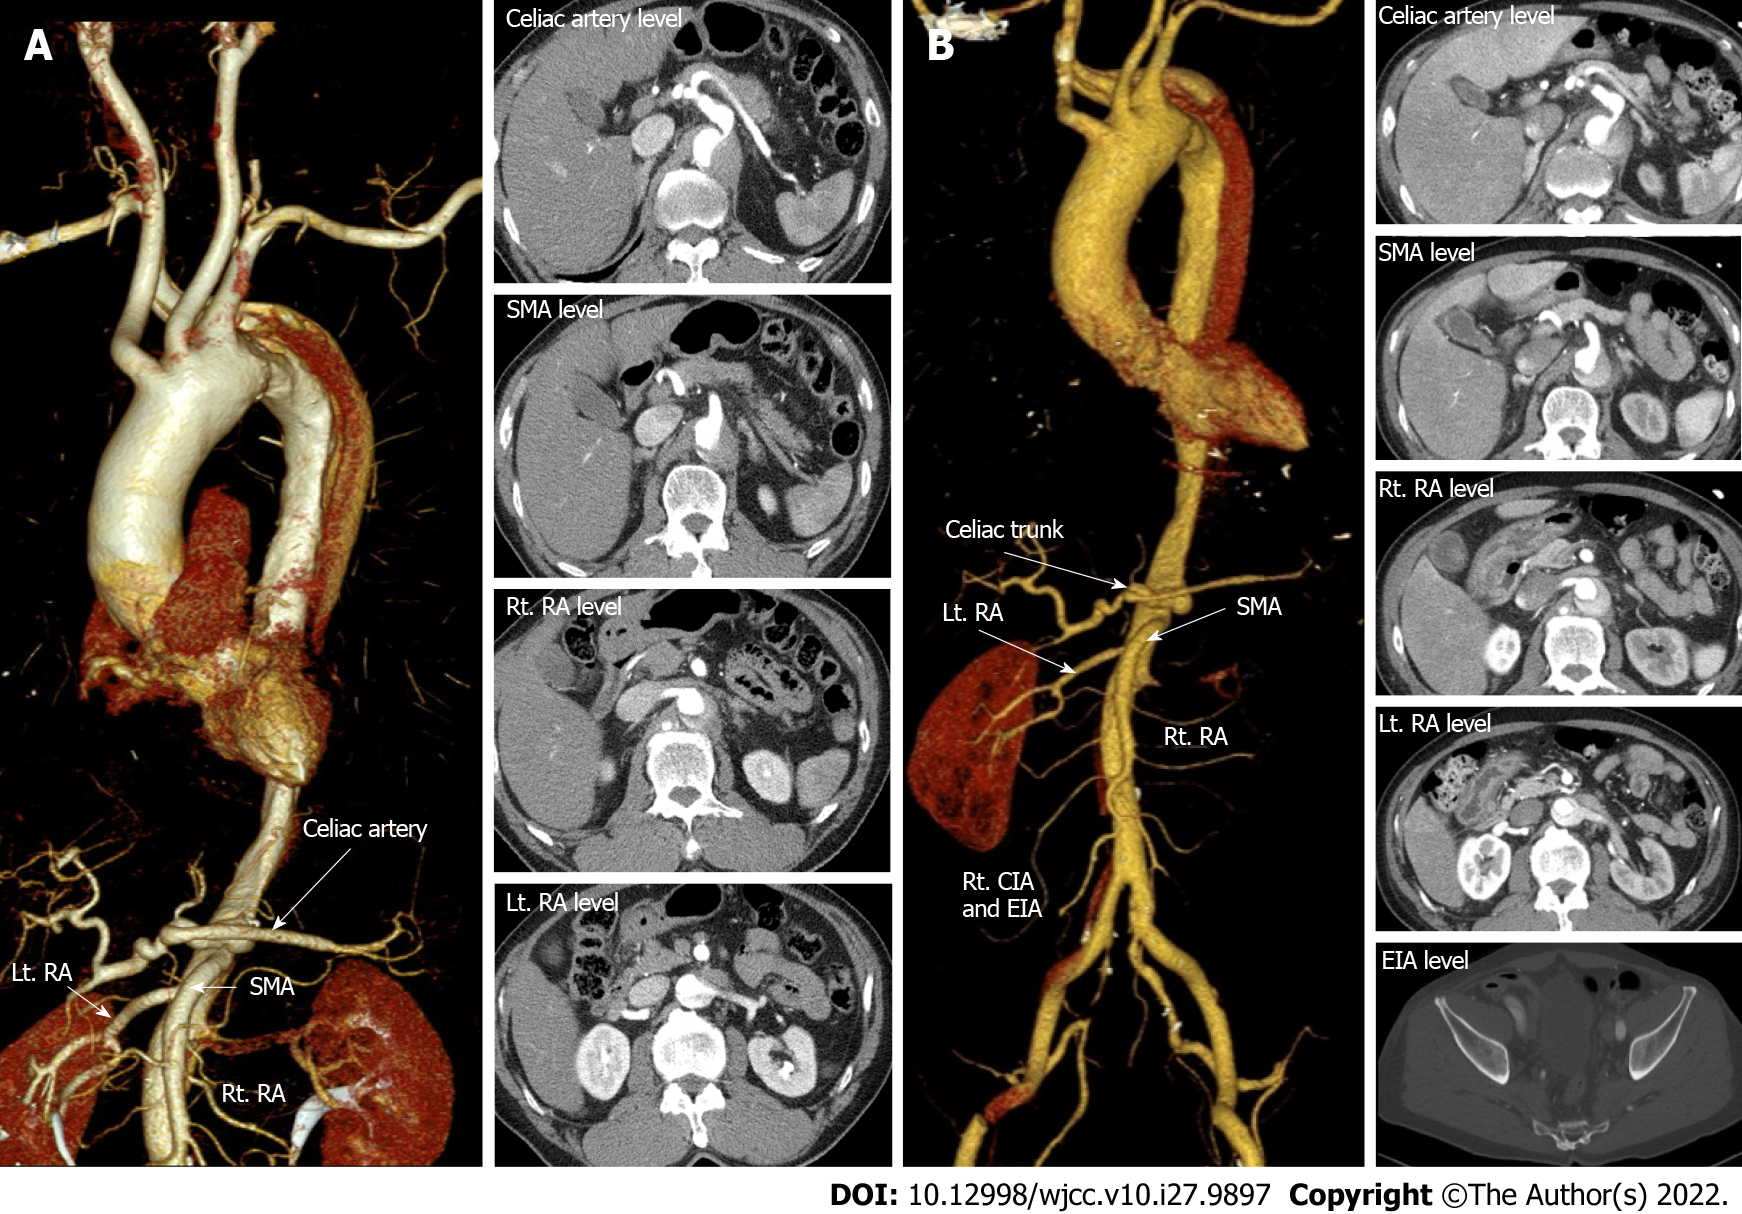 A
Celiac artery
Lt. RA
SMA
Rt. RA
Celiac artery level
SMA level
Rt. RA level
Lt. RA level
B
Celiac trunk
Lt. RA
SMA
Rt. RA
Rt. CIA
and EIA
Celiac artery level
SMA level
Rt. RA level
Lt. RA level
EIA level
DOI: 10.12998/wjcc.v10.i27.9897 Copyright ©The Author(s) 2022.